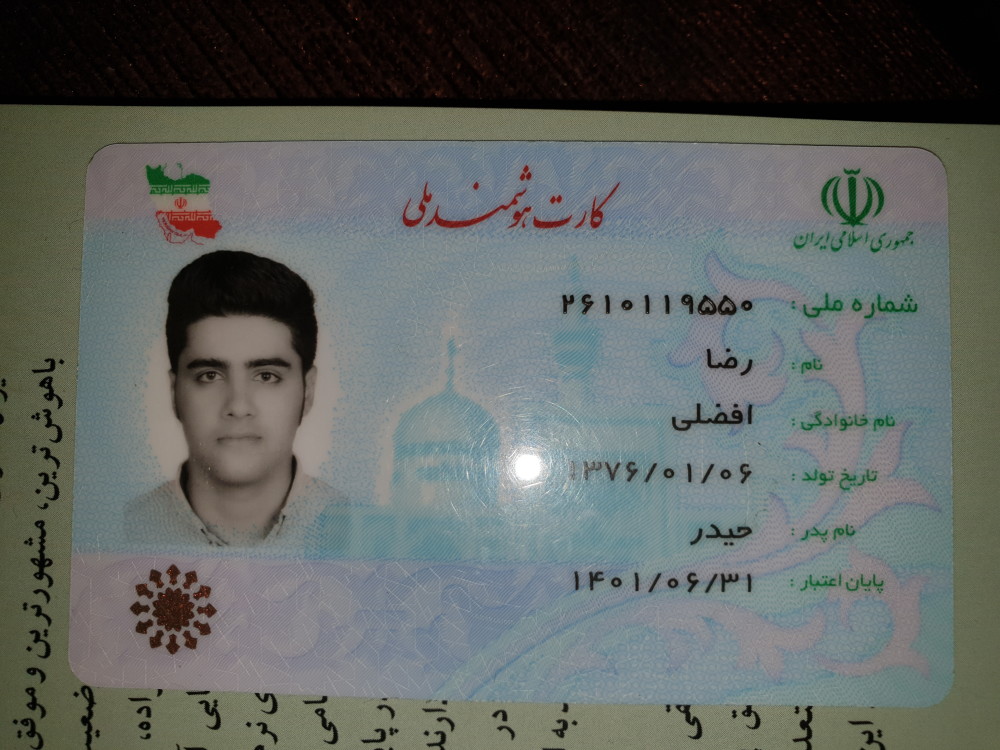 کارت هوشمند ملی
جمهوری اسلامی ایران
شماره ملی : ۲۶۱۰۱۱۹۵۵۰
نام : رضا
نام خانوادگی : افضلی
تاریخ تولد : ۱۳۷۶/۰۱/۰۶
نام پدر : حیدر
پایان اعتبار : ۱۴۰۱/۰۶/۳۱
باهوش ترین، مشهورترین و موفق